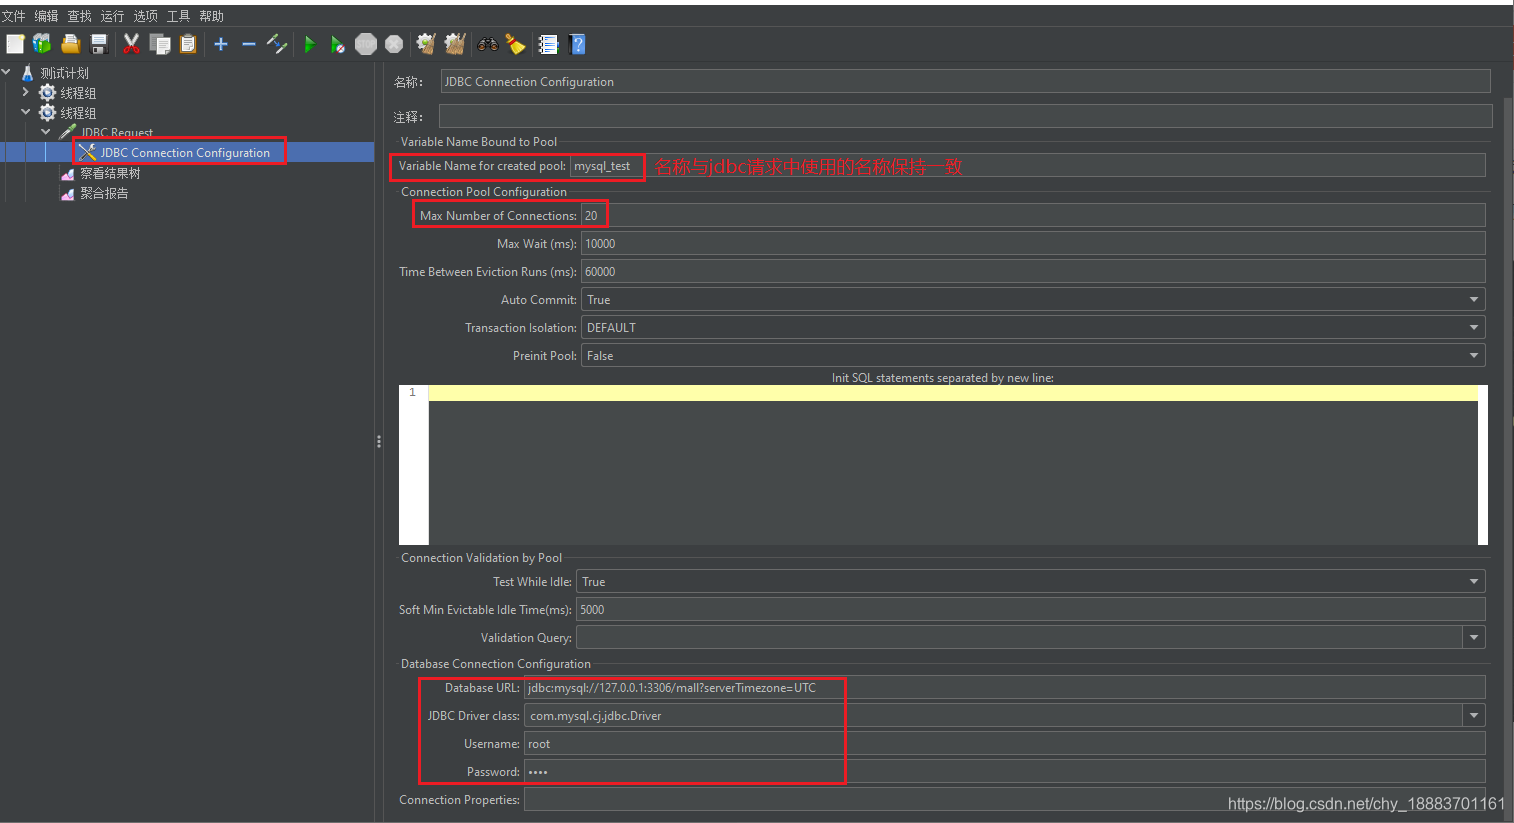 文件 编辑 查找 运行 选项 工具 帮助
测试计划
线程组
线程组
JDBC Request
JDBC Connection Configuration
察看结果树
聚合报告
名称： JDBC Connection Configuration
注释：
Variable Name Bound to Pool
Variable Name for created pool: mysql_test 名称与jdbc请求中使用的名称保持一致
Connection Pool Configuration
Max Number of Connections: 20
Max Wait (ms): 10000
Time Between Eviction Runs (ms): 60000
Auto Commit: True
Transaction Isolation: DEFAULT
Preinit Pool: False
Init SQL statements separated by new line:
1
Connection Validation by Pool
Test While Idle: True
Soft Min Evictable Idle Time(ms): 5000
Validation Query:
Database Connection Configuration
Database URL: jdbc:mysql://127.0.0.1:3306/mall?serverTimezone=UTC
JDBC Driver class: com.mysql.cj.jdbc.Driver
Username: root
Password: ••••
Connection Properties:
https://blog.csdn.net/chy_18883701161